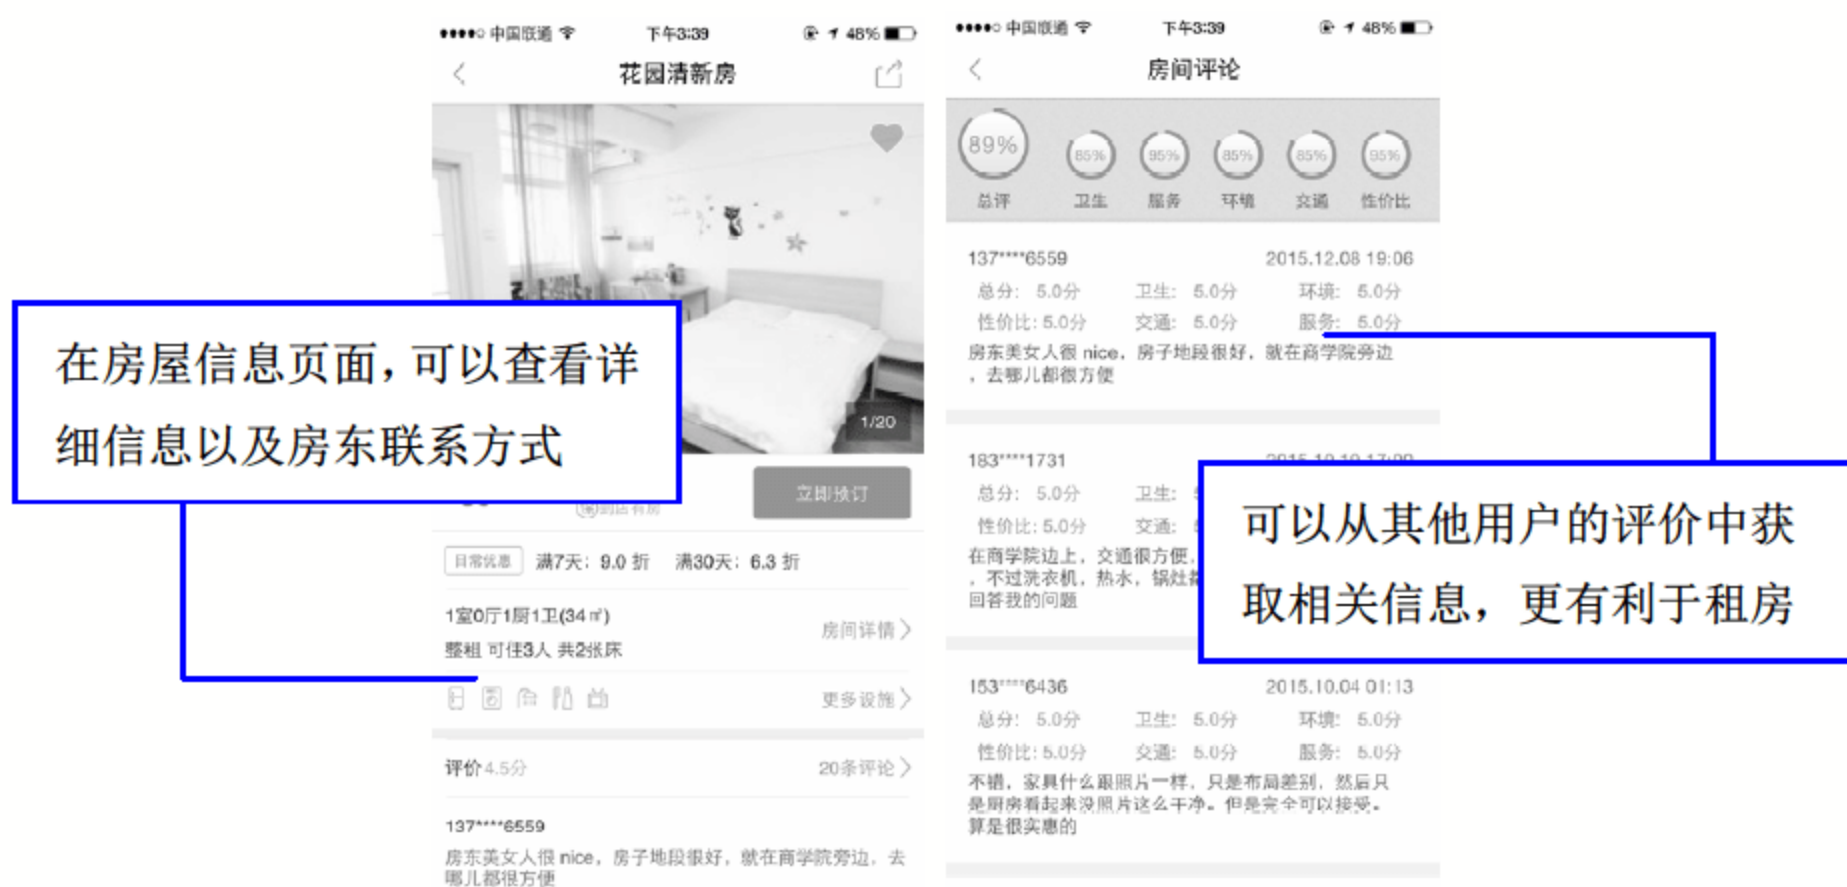 中国联通
下午3:39
48%
花园清新房
1/20
在房屋信息页面，可以查看详
细信息以及房东联系方式
立即预订
日常优惠 满7天：9.0 折 满30天：6.3 折
1室0厅1厨1卫(34㎡)
房间详情
整租 可住3人 共2张床
更多设施
评价4.5分
20条评论
137****6559
房东美女人很 nice，房子地段很好，就在商学院旁边，去
哪儿都很方便
中国联通
下午3:39
48%
房间评论
89% 85% 95% 85% 85% 95%
总评 卫生 服务 环境 交通 性价比
137****6559 2015.12.08 19:06
总分：5.0分 卫生：5.0分 环境：5.0分
性价比：5.0分 交通：5.0分 服务：5.0分
房东美女人很 nice，房子地段很好，就在商学院旁边
，去哪儿都很方便
183****1731
总分：5.0分 卫生：
性价比：5.0分 交通：
在商学院边上，交通很方便，
，不过洗衣机，热水，锅灶
回答我的问题
可以从其他用户的评价中获
取相关信息，更有利于租房
153****6436 2015.10.04 01:13
总分：5.0分 卫生：5.0分 环境：5.0分
性价比：5.0分 交通：5.0分 服务：5.0分
不错，家具什么跟照片一样，只是布局差别，然后只
是厨房看起来没照片这么干净。但是完全可以接受。
算是很实惠的